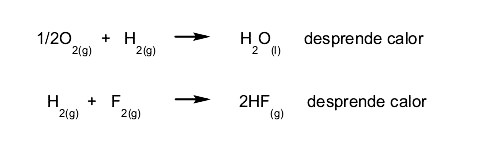 1/2O2(g) + H2(g) → H2O(l) desprende calor
H2(g) + F2(g) → 2HF(g) desprende calor